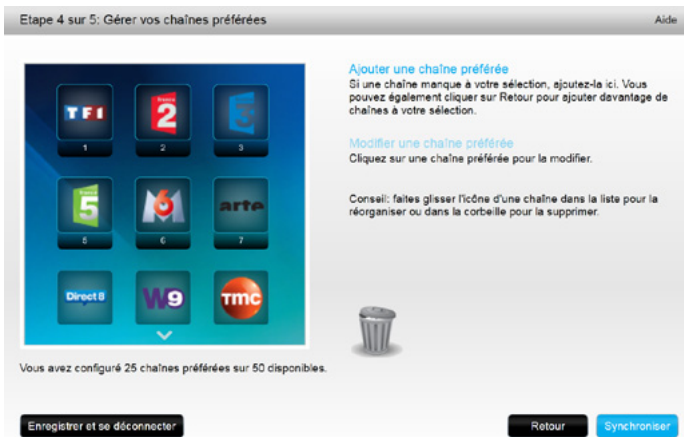 Etape 4 sur 5: Gérer vos chaînes préférées
Aide
TF1
france
2
1
2
3
france
5
M6
arte
5
6
7
Direct 8
W9
TMC
Ajouter une chaîne préférée
Si une chaîne manque à votre sélection, ajoutez-la ici. Vous
pouvez également cliquer sur Retour pour ajouter davantage de
chaînes à votre sélection.
Modifier une chaîne préférée
Cliquez sur une chaîne préférée pour la modifier.
Conseil: faites glisser l'icône d'une chaîne dans la liste pour la
réorganiser ou dans la corbeille pour la supprimer.
Vous avez configuré 25 chaînes préférées sur 50 disponibles.
Enregistrer et se déconnecter
Retour
Synchroniser